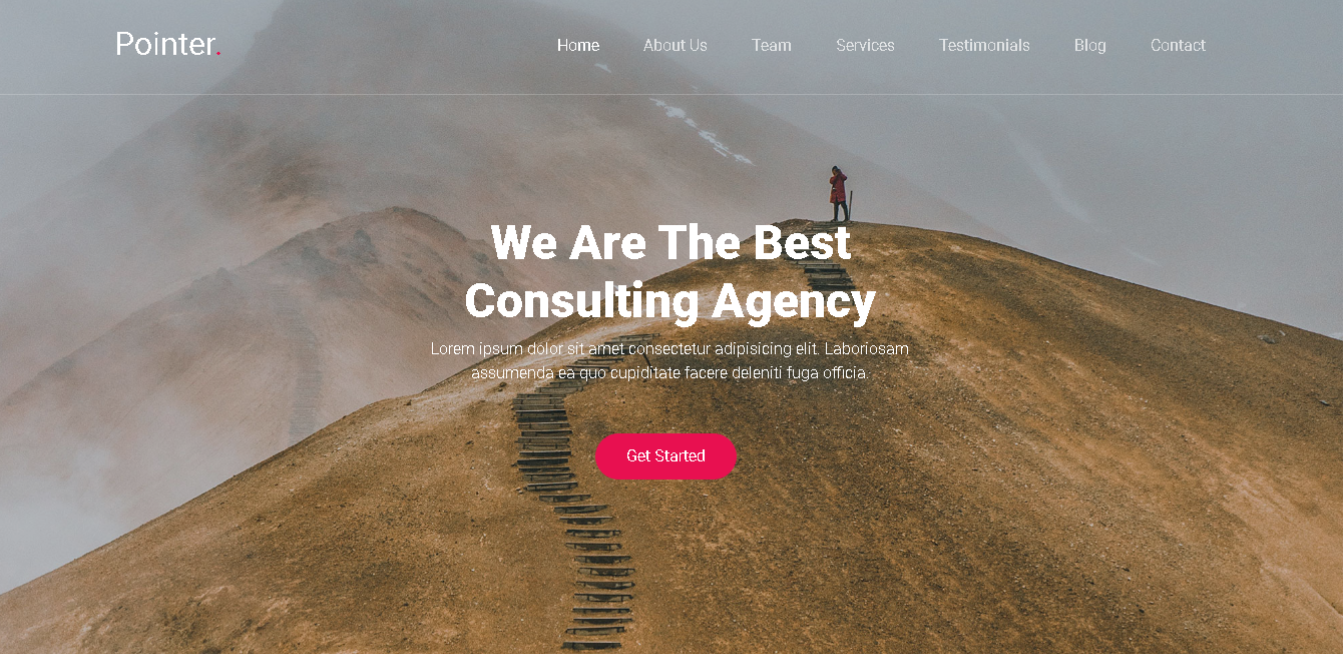 Pointer.
Home About Us Team Services Testimonials Blog Contact
We Are The Best
Consulting Agency
Lorem ipsum dolor sit amet consectetur adipisicing elit. Laboriosam
assumenda ea quo cupiditate facere deleniti fuga officia.
Get Started